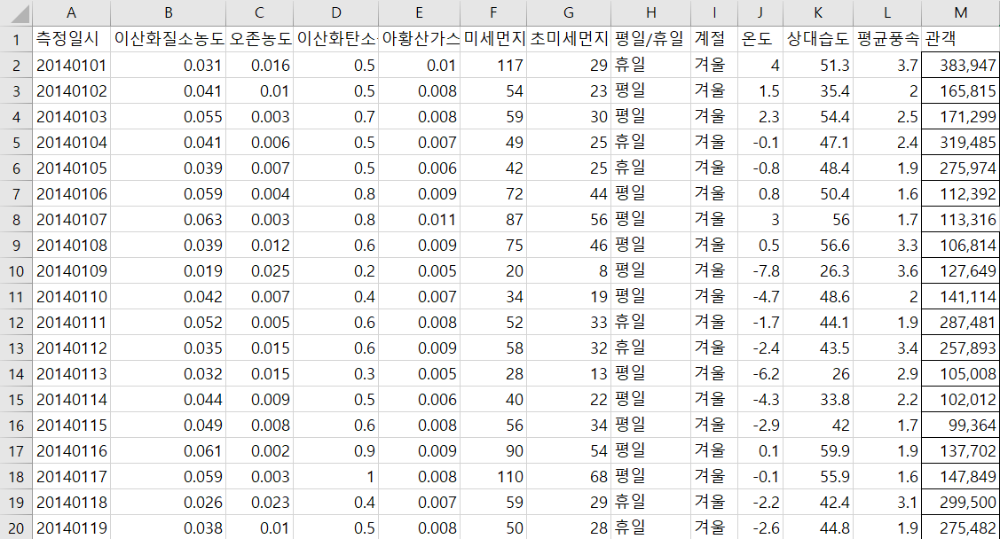 A B C D E F G H I J K L M
1 측정일시 이산화질소농도 오존농도 이산화탄소 아황산가스 미세먼지 초미세먼지 평일/휴일 계절 온도 상대습도 평균풍속 관객
2 20140101 0.031 0.016 0.5 0.01 117 29 휴일 겨울 4 51.3 3.7 383,947
3 20140102 0.041 0.01 0.5 0.008 54 23 평일 겨울 1.5 35.4 2 165,815
4 20140103 0.055 0.003 0.7 0.008 59 30 평일 겨울 2.3 54.4 2.5 171,299
5 20140104 0.041 0.006 0.5 0.007 49 25 휴일 겨울 -0.1 47.1 2.4 319,485
6 20140105 0.039 0.007 0.5 0.006 42 25 휴일 겨울 -0.8 48.4 1.9 275,974
7 20140106 0.059 0.004 0.8 0.009 72 44 평일 겨울 0.8 50.4 1.6 112,392
8 20140107 0.063 0.003 0.8 0.011 87 56 평일 겨울 3 56 1.7 113,316
9 20140108 0.039 0.012 0.6 0.009 75 46 평일 겨울 0.5 56.6 3.3 106,814
10 20140109 0.019 0.025 0.2 0.005 20 8 평일 겨울 -7.8 26.3 3.6 127,649
11 20140110 0.042 0.007 0.4 0.007 34 19 평일 겨울 -4.7 48.6 2 141,114
12 20140111 0.052 0.005 0.6 0.008 52 33 휴일 겨울 -1.7 44.1 1.9 287,481
13 20140112 0.035 0.015 0.6 0.009 58 32 휴일 겨울 -2.4 43.5 3.4 257,893
14 20140113 0.032 0.015 0.3 0.005 28 13 평일 겨울 -6.2 26 2.9 105,008
15 20140114 0.044 0.009 0.5 0.006 40 22 평일 겨울 -4.3 33.8 2.2 102,012
16 20140115 0.049 0.008 0.6 0.008 56 34 평일 겨울 -2.9 42 1.7 99,364
17 20140116 0.061 0.002 0.9 0.009 90 54 평일 겨울 0.1 59.9 1.9 137,702
18 20140117 0.059 0.003 1 0.008 110 68 평일 겨울 -0.1 55.9 1.6 147,849
19 20140118 0.026 0.023 0.4 0.007 59 29 휴일 겨울 -2.2 42.4 3.1 299,500
20 20140119 0.038 0.01 0.5 0.008 50 28 휴일 겨울 -2.6 44.8 1.9 275,482